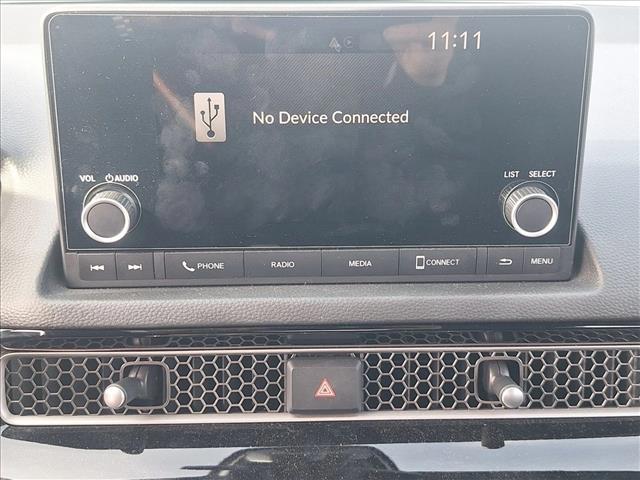 11:11
No Device Connected
VOL AUDIO
LIST SELECT
PHONE RADIO MEDIA CONNECT MENU